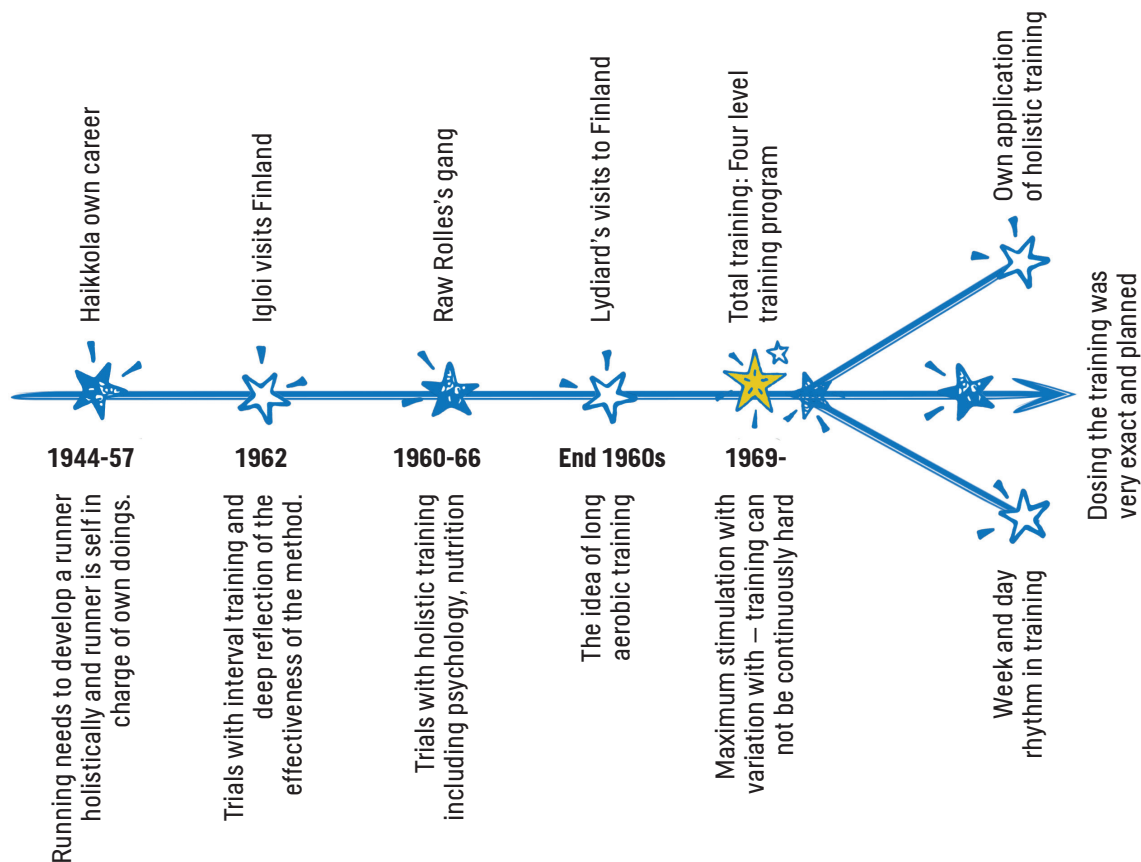 Haikkola own career
1944-57
Running needs to develop a runner
holistically and runner is self in
charge of own doings.
Igloi visits Finland
1962
Trials with interval training and
deep reflection of the
effectiveness of the method.
Raw Rolles's gang
1960-66
Trials with holistic training
including psychology, nutrition
Lydiard's visits to Finland
End 1960s
The idea of long
aerobic training
Total training: Four level
training program
1969-
Maximum stimulation with
variation with – training can
not be continuously hard
Own application
of holistic training
Week and day
rhythm in training
Dosing the training was
very exact and planned